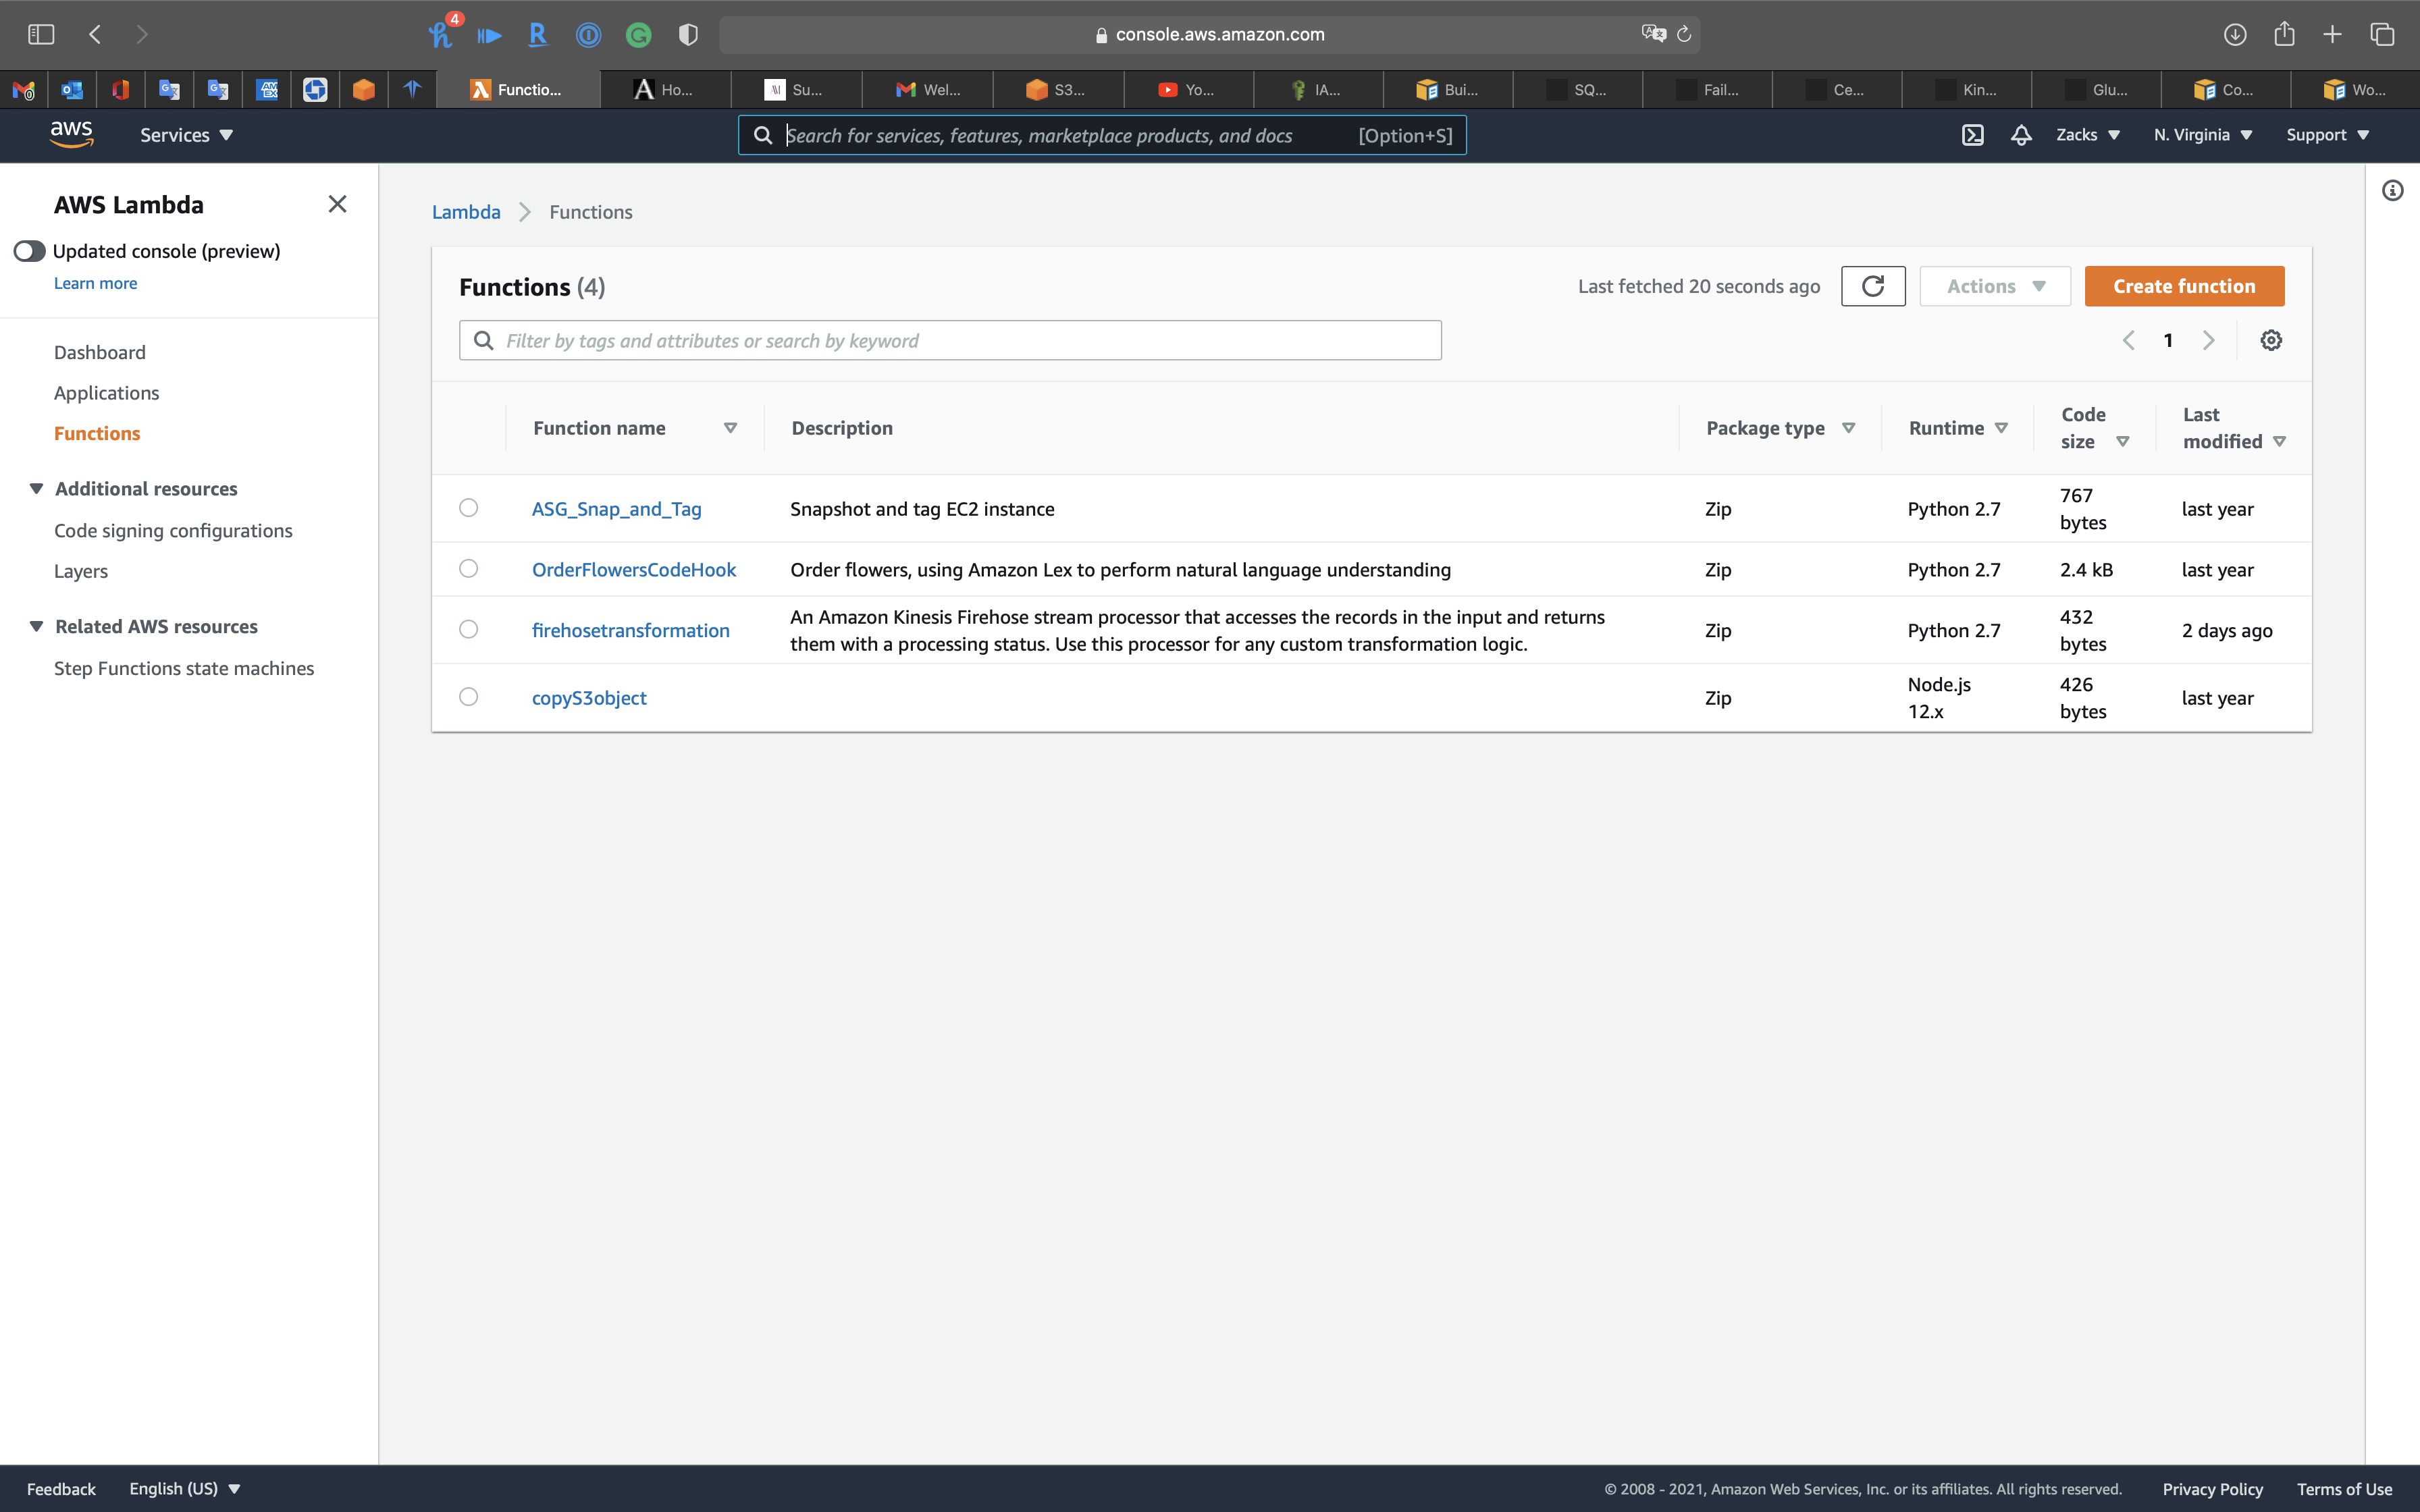 4
console.aws.amazon.com
Functio... Ho... Su... Wel... S3... Yo... IA... Bui... SQ... Fail... Ce... Kin... Glu... Co... Wo...
aws Services Search for services, features, marketplace products, and docs [Option+S] Zacks N. Virginia Support
AWS Lambda
Updated console (preview)
Learn more
Dashboard
Applications
Functions
Additional resources
Code signing configurations
Layers
Related AWS resources
Step Functions state machines
Lambda Functions
Functions (4) Last fetched 20 seconds ago Actions Create function
Filter by tags and attributes or search by keyword 1
Function name Description Package type Runtime Code size Last modified
ASG_Snap_and_Tag Snapshot and tag EC2 instance Zip Python 2.7 767 bytes last year
OrderFlowersCodeHook Order flowers, using Amazon Lex to perform natural language understanding Zip Python 2.7 2.4 kB last year
firehosetransformation An Amazon Kinesis Firehose stream processor that accesses the records in the input and returns
them with a processing status. Use this processor for any custom transformation logic. Zip Python 2.7 432 bytes 2 days ago
copyS3object Zip Node.js 12.x 426 bytes last year
Feedback English (US) © 2008 - 2021, Amazon Web Services, Inc. or its affiliates. All rights reserved. Privacy Policy Terms of Use